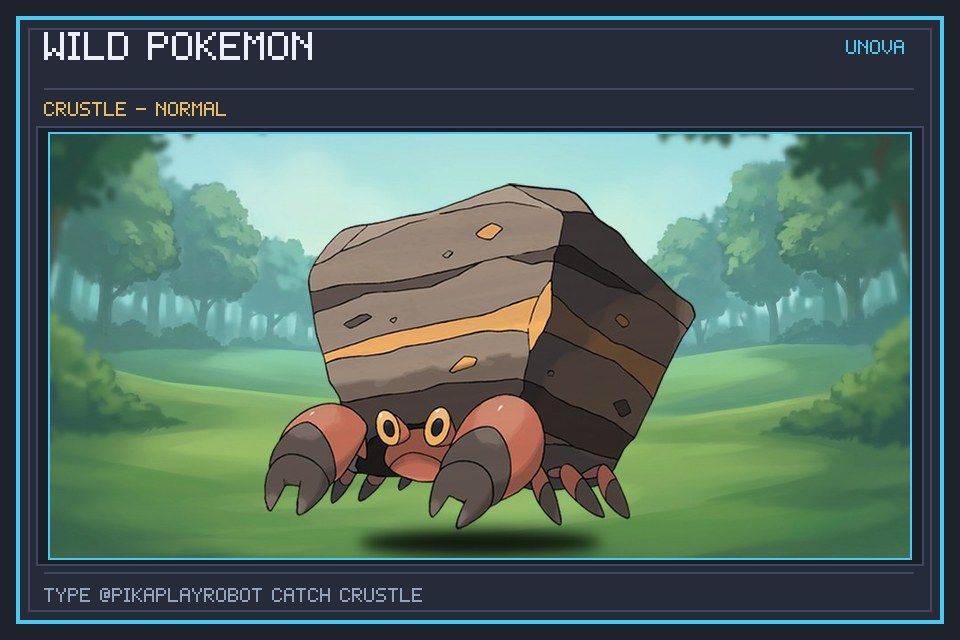 WILD POKEMON
UNOVA
CRUSTLE - NORMAL
TYPE @PIKAPLAYROBOT CATCH CRUSTLE